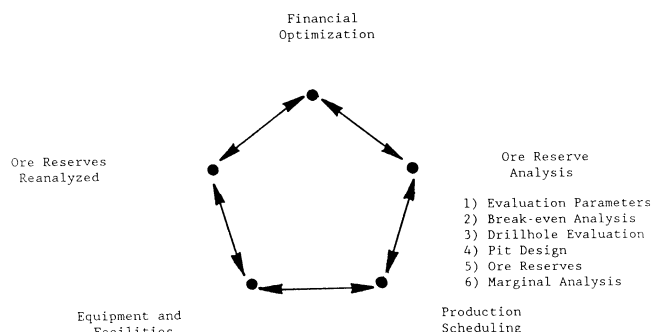 Financial
Optimization
Ore Reserves
Reanalyzed
Ore Reserve
Analysis
1) Evaluation Parameters
2) Break-even Analysis
3) Drillhole Evaluation
4) Pit Design
5) Ore Reserves
6) Marginal Analysis
Equipment and
Facilities
Production
Scheduling